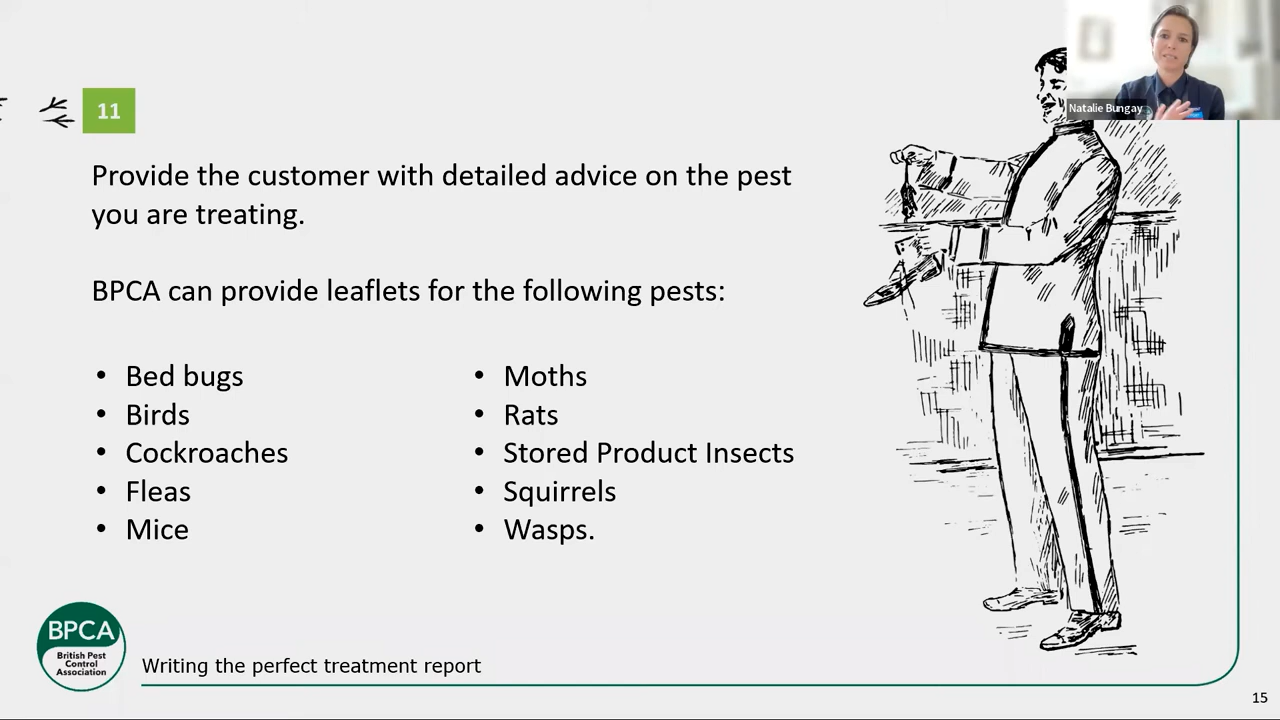 Natalie Bungay
11
Provide the customer with detailed advice on the pest
you are treating.
BPCA can provide leaflets for the following pests:
• Bed bugs
• Birds
• Cockroaches
• Fleas
• Mice
• Moths
• Rats
• Stored Product Insects
• Squirrels
• Wasps.
BPCA
British Pest
Control
Association
Writing the perfect treatment report
15